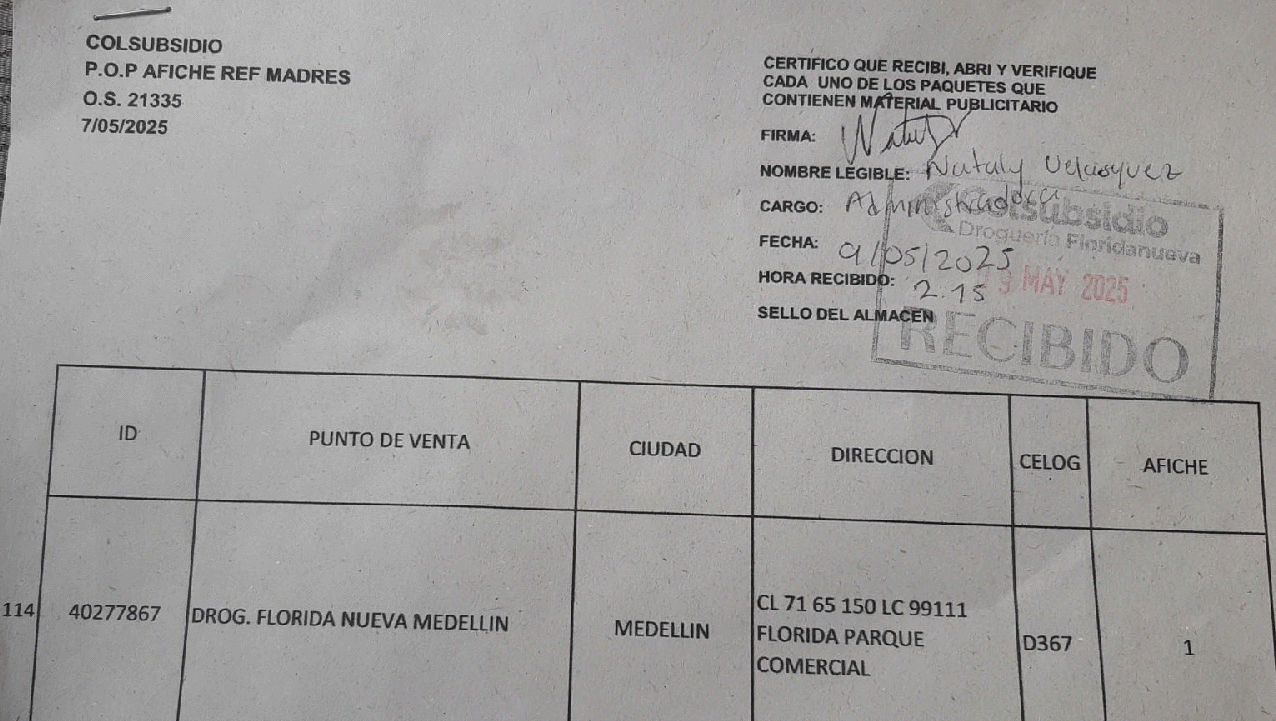 COLSUBSIDIO
P.O.P AFICHE REF MADRES
O.S. 21335
7/05/2025
CERTIFICO QUE RECIBI, ABRI Y VERIFIQUE
CADA UNO DE LOS PAQUETES QUE
CONTIENEN MATERIAL PUBLICITARIO
FIRMA:
NOMBRE LEGIBLE: Nataly Velasquez
CARGO: Administradora
Colsubsidio
Droguería Floridanueva
FECHA: 9/05/2025
HORA RECIBIDO: 2.15
9 MAY 2025
SELLO DEL ALMACEN
RECIBIDO
ID PUNTO DE VENTA CIUDAD DIRECCION CELOG AFICHE
114 40277867 DROG. FLORIDA NUEVA MEDELLIN MEDELLIN CL 71 65 150 LC 99111
FLORIDA PARQUE
COMERCIAL
D367 1